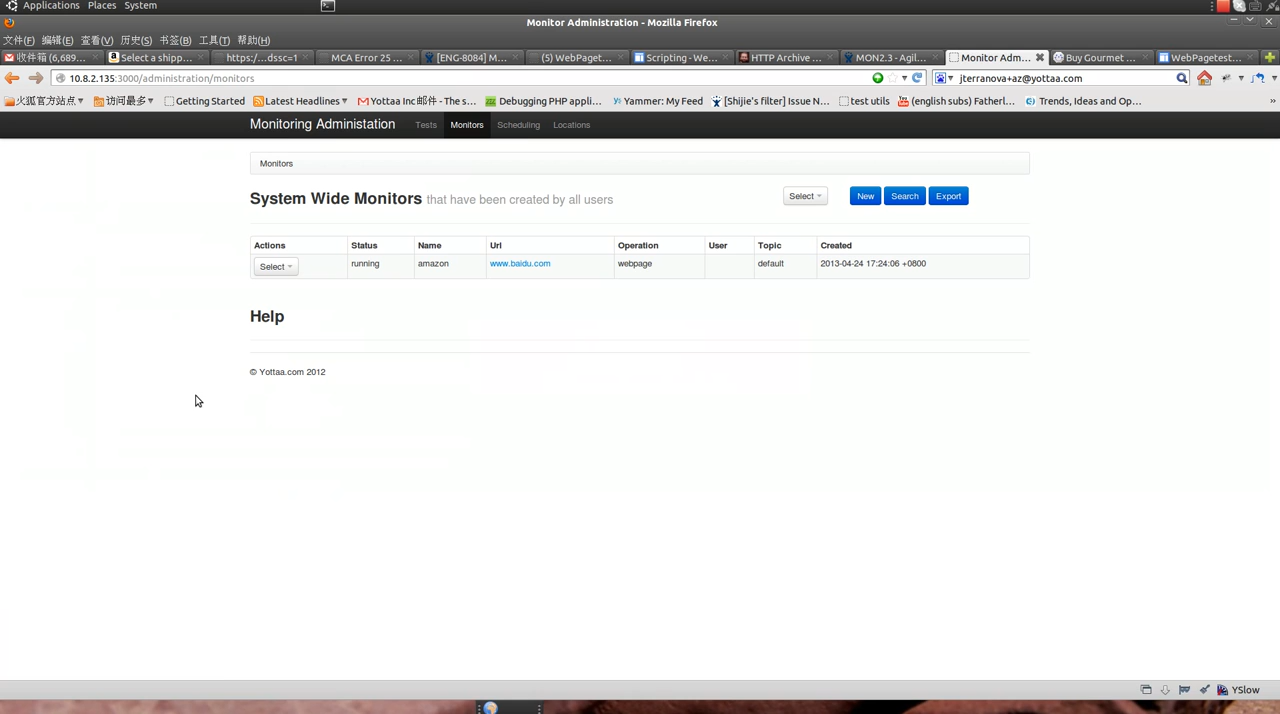 Applications Places System
Monitor Administration - Mozilla Firefox
文件(F) 编辑(E) 查看(V) 历史(S) 书签(B) 工具(T) 帮助(H)
收件箱 (6,689... Select a shipp... https:/...dssc=1 MCA Error 25 ... [ENG-8084] M... (5) WebPaget... Scripting - We... HTTP Archive ... MON2.3 - Agil... Monitor Adm... Buy Gourmet ... WebPagetest...
10.8.2.135:3000/administration/monitors jterranova+az@yottaa.com
火狐官方站点 访问最多 Getting Started Latest Headlines Yottaa Inc邮件 - The s... Debugging PHP appli... Yammer: My Feed [Shijie's filter] Issue N... test utils (english subs) Fatherl... Trends, Ideas and Op... »
Monitoring Administation Tests Monitors Scheduling Locations
Monitors
System Wide Monitors that have been created by all users Select New Search Export
Actions Status Name Url Operation User Topic Created
Select running amazon www.baidu.com webpage default 2013-04-24 17:24:06 +0800
Help
© Yottaa.com 2012
YSlow